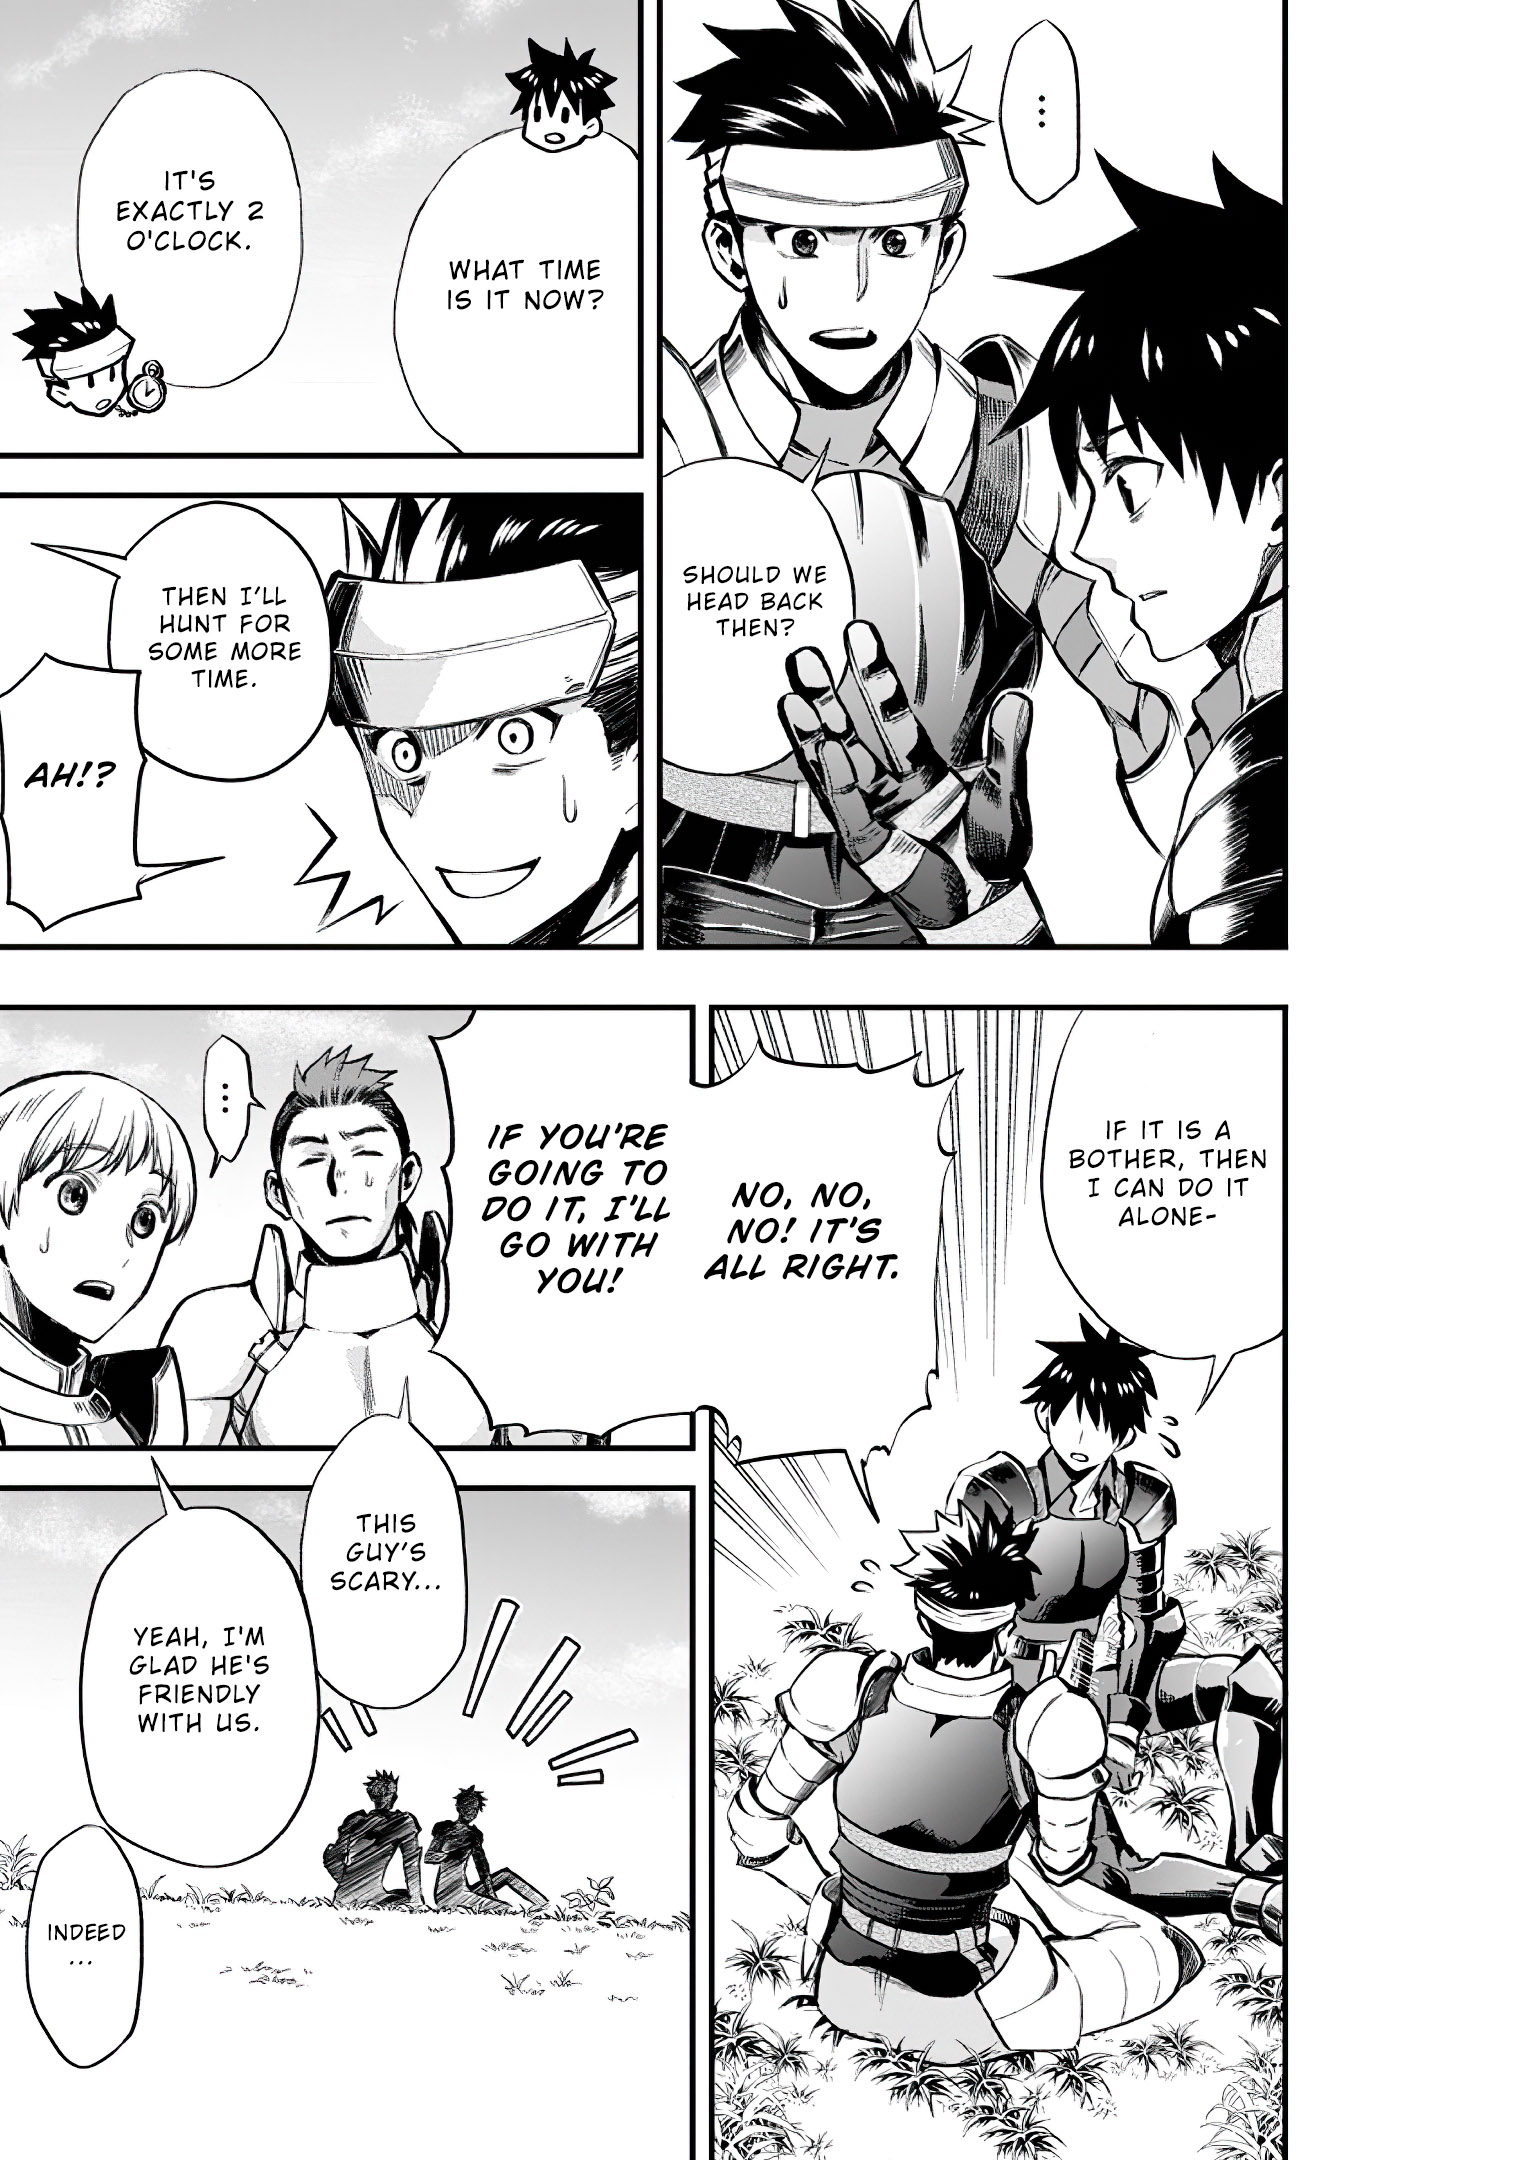 ...
SHOULD WE
HEAD BACK
THEN?
WHAT TIME
IS IT NOW?
IT'S
EXACTLY 2
O'CLOCK.
THEN I'LL
HUNT FOR
SOME MORE
TIME.
AH!?
IF IT IS A
BOTHER, THEN
I CAN DO IT
ALONE-
NO, NO,
NO! IT'S
ALL RIGHT.
IF YOU'RE
GOING TO
DO IT, I'LL
GO WITH
YOU!
...
THIS
GUY'S
SCARY...
YEAH, I'M
GLAD HE'S
FRIENDLY
WITH US.
INDEED
...